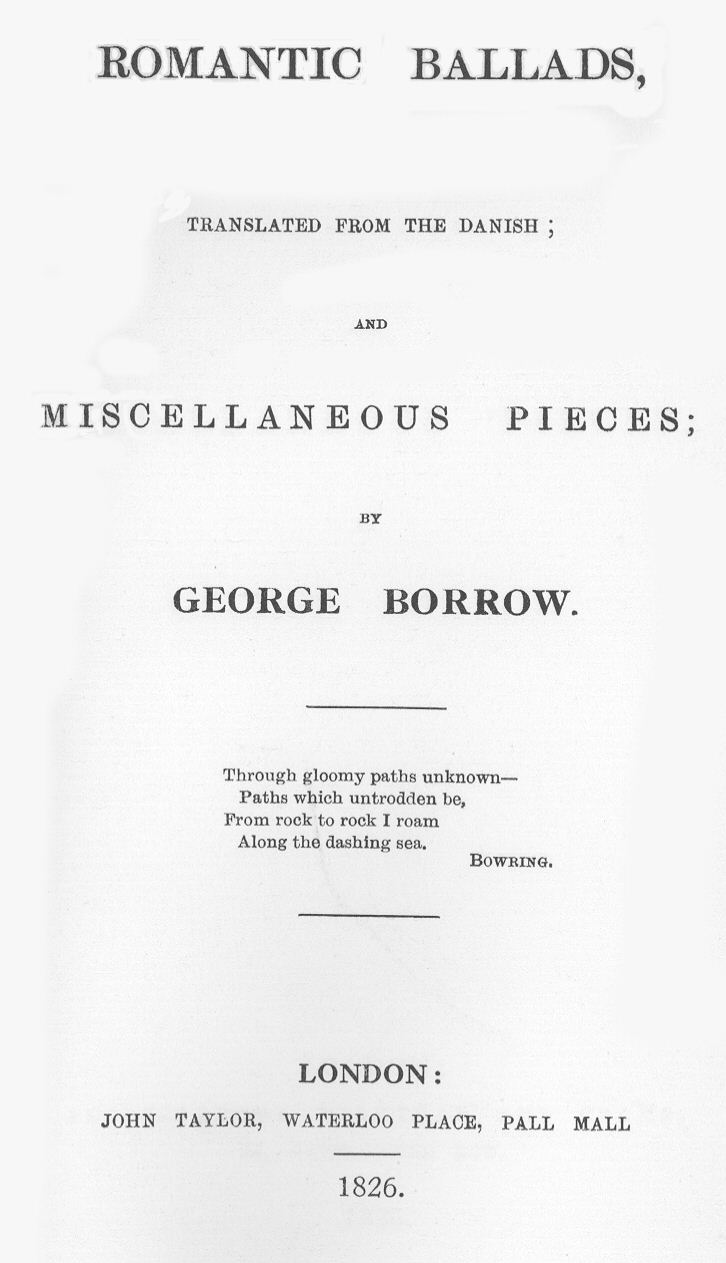 ROMANTIC BALLADS,
TRANSLATED FROM THE DANISH;
AND
MISCELLANEOUS PIECES;
BY
GEORGE BORROW.
Through gloomy paths unknown—
Paths which untrodden be,
From rock to rock I roam
Along the dashing sea.
BOWRING.
LONDON:
JOHN TAYLOR, WATERLOO PLACE, PALL MALL
1826.